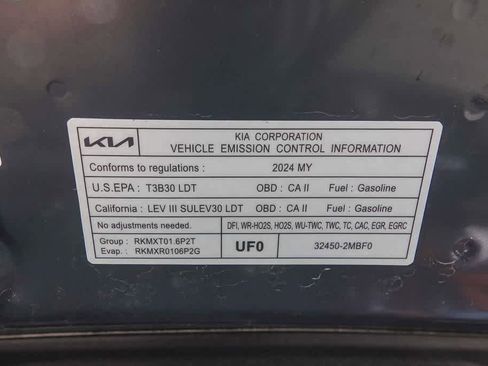 KIA
KIA CORPORATION
VEHICLE EMISSION CONTROL INFORMATION
Conforms to regulations : 2024 MY
U.S.EPA : T3B30 LDT OBD : CA II Fuel : Gasoline
California : LEV III SULEV30 LDT OBD : CA II Fuel : Gasoline
No adjustments needed. DFI, WR-HO2S, HO2S, WU-TWC, TWC, TC, CAC, EGR, EGRC
Group : RKMXT01.6P2T
Evap. : RKMXR0106P2G
UF0 32450-2MBF0